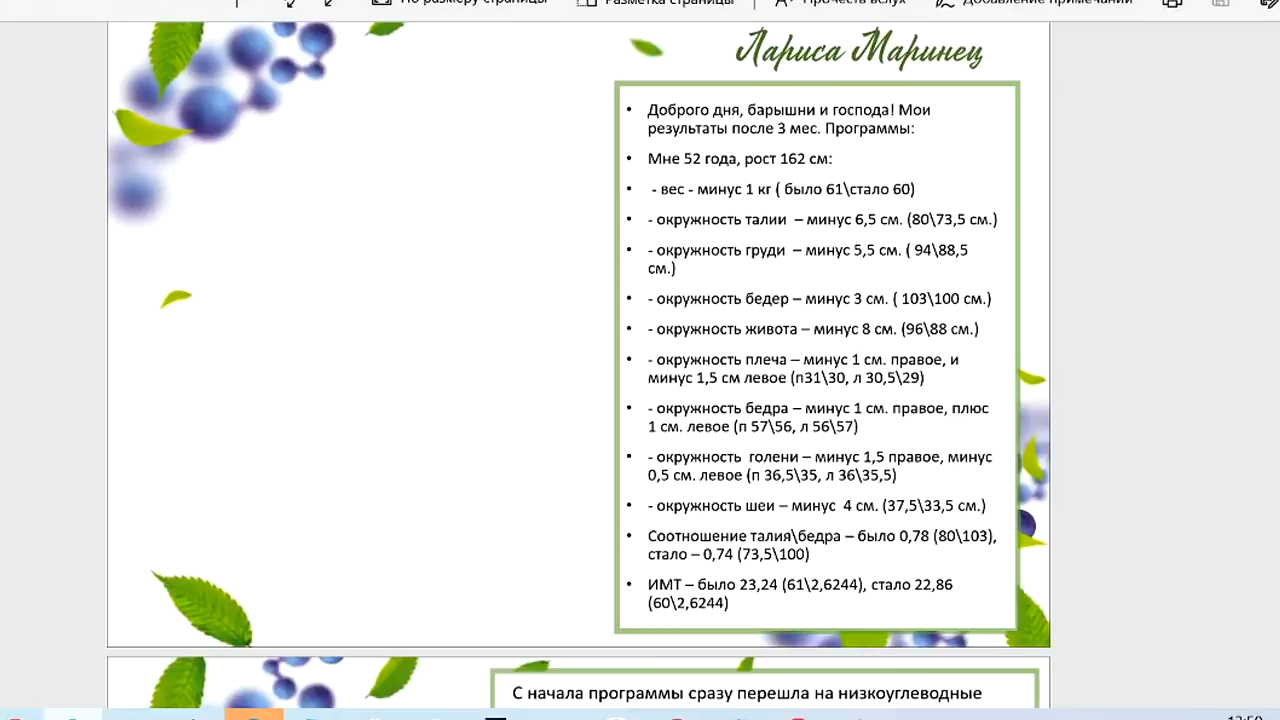 По размеру страницы
Разметка страницы
Прочесть вслух
Добавление примечаний
Лариса Маринец
• Доброго дня, барышни и господа! Мои
результаты после 3 мес. Программы:
• Мне 52 года, рост 162 см:
• - вес - минус 1 кг ( было 61\стало 60)
• - окружность талии – минус 6,5 см. (80\73,5 см.)
• - окружность груди – минус 5,5 см. ( 94\88,5
см.)
• - окружность бедер – минус 3 см. ( 103\100 см.)
• - окружность живота – минус 8 см. (96\88 см.)
• - окружность плеча – минус 1 см. правое, и
минус 1,5 см левое (п31\30, л 30,5\29)
• - окружность бедра – минус 1 см. правое, плюс
1 см. левое (п 57\56, л 56\57)
• - окружность голени – минус 1,5 правое, минус
0,5 см. левое (п 36,5\35, л 36\35,5)
• - окружность шеи – минус 4 см. (37,5\33,5 см.)
• Соотношение талия\бедра – было 0,78 (80\103),
стало – 0,74 (73,5\100)
• ИМТ – было 23,24 (61\2,6244), стало 22,86
(60\2,6244)
С начала программы сразу перешла на низкоуглеводные